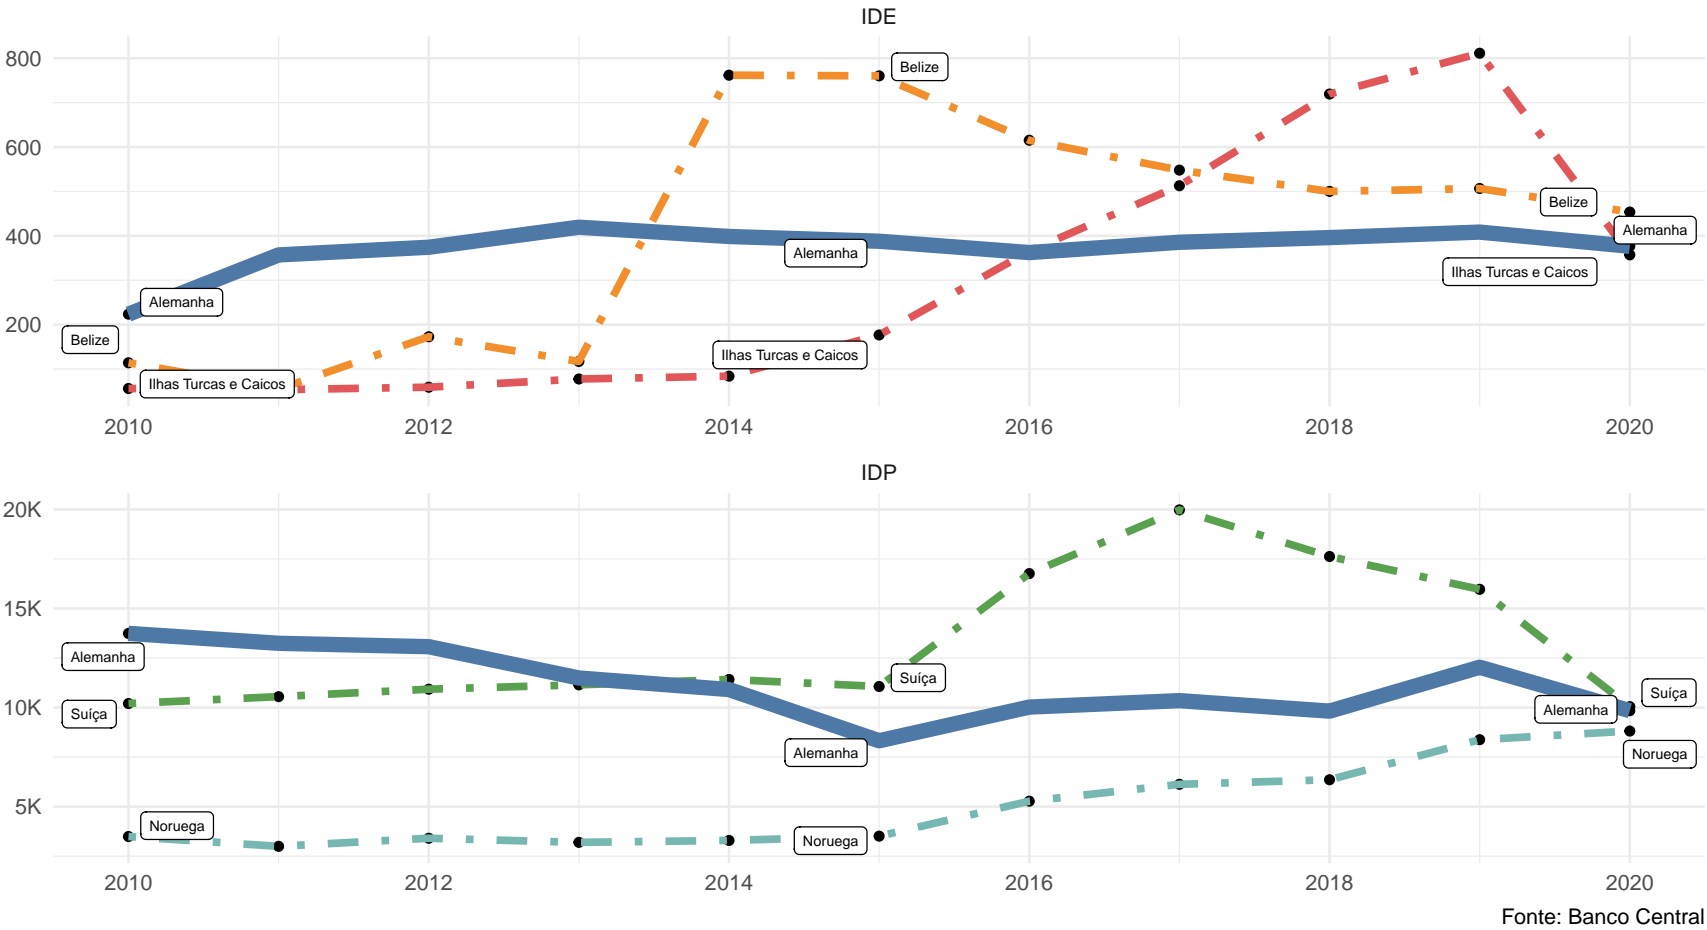 IDE
800
600
400
200
Belize
Belize
Alemanha
Alemanha
Ilhas Turcas e Caicos
Alemanha
Belize
Ilhas Turcas e Caicos
Ilhas Turcas e Caicos
2010 2012 2014 2016 2018 2020
IDP
20K
15K
10K
5K
Alemanha
Suíça
Suíça
Suíça
Alemanha
Alemanha
Noruega
Noruega
Noruega
2010 2012 2014 2016 2018 2020
Fonte: Banco Central